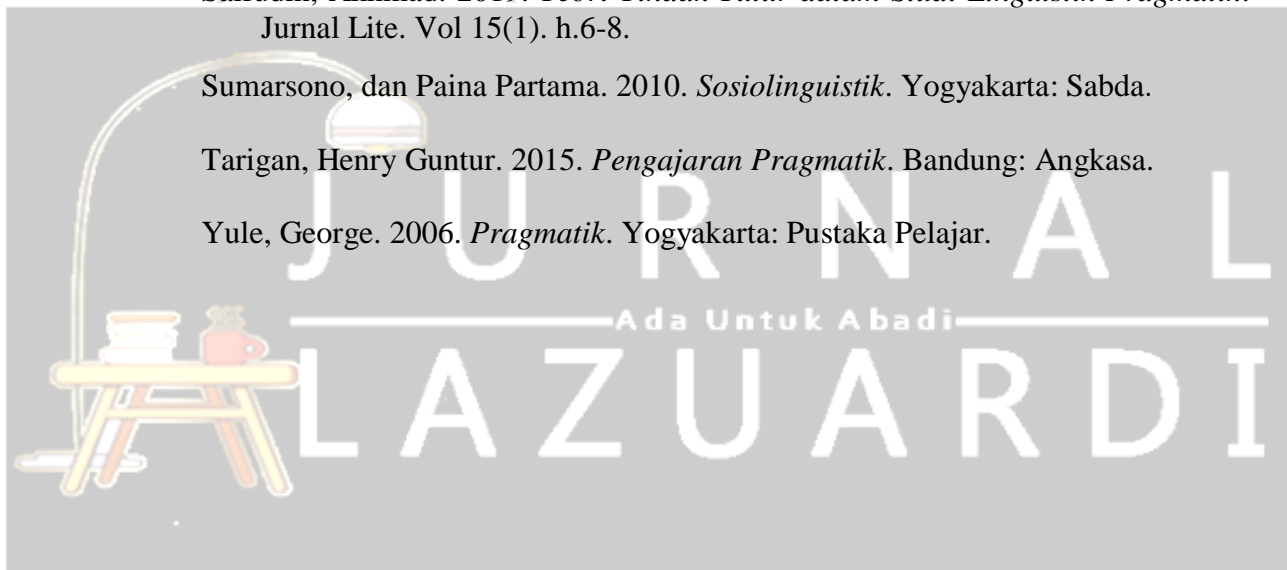 Jurnal Lite. Vol 15(1). h.6-8.
Sumarsono, dan Paina Partama. 2010. Sosiolinguistik. Yogyakarta: Sabda.
Tarigan, Henry Guntur. 2015. Pengajaran Pragmatik. Bandung: Angkasa.
Yule, George. 2006. Pragmatik. Yogyakarta: Pustaka Pelajar.
JURNAL
Ada Untuk Abadi
LAZUARDI